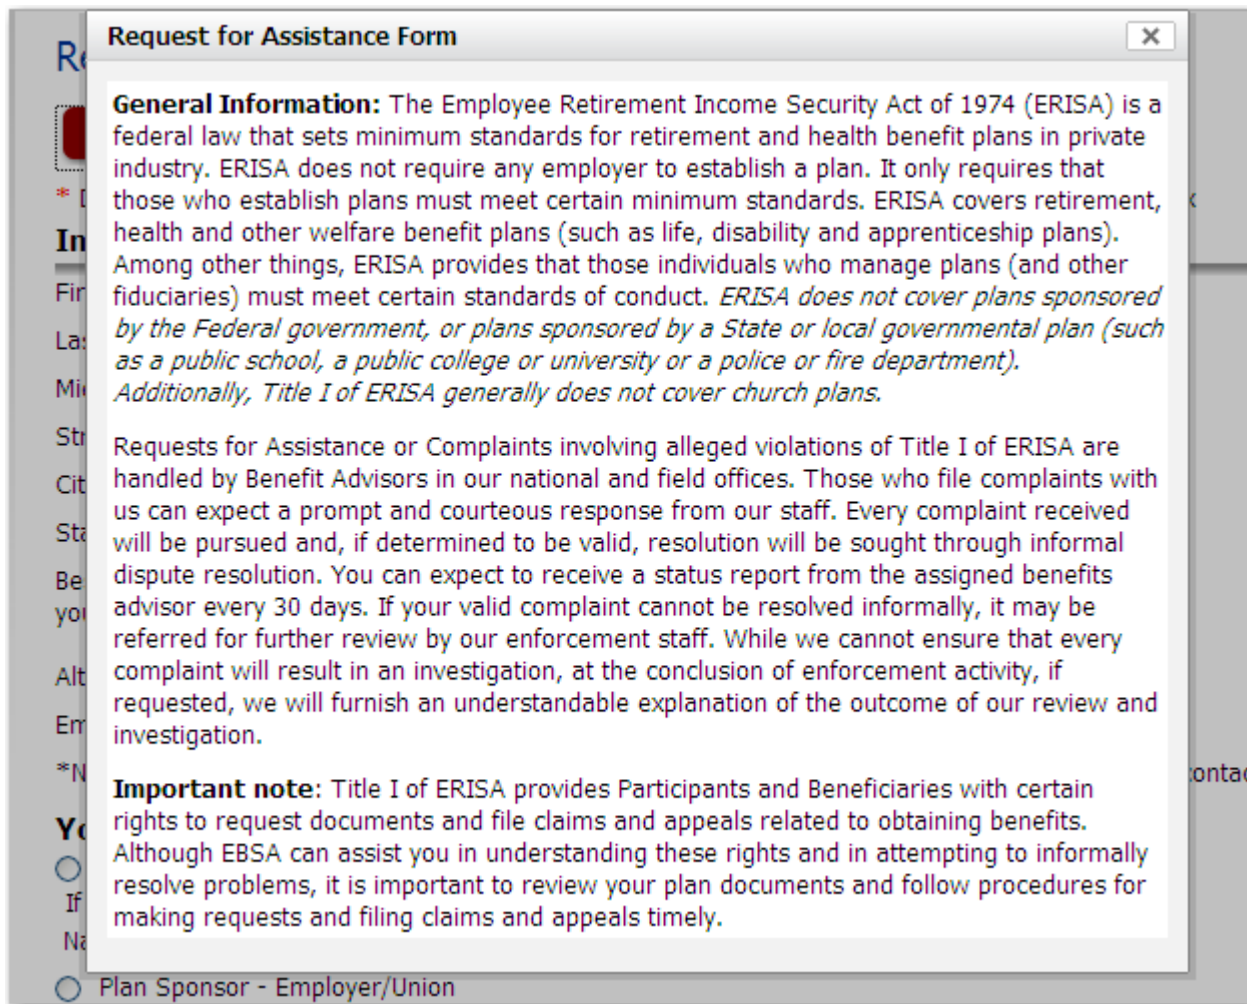 Request for Assistance Form
General Information: The Employee Retirement Income Security Act of 1974 (ERISA) is a
federal law that sets minimum standards for retirement and health benefit plans in private
industry. ERISA does not require any employer to establish a plan. It only requires that
those who establish plans must meet certain minimum standards. ERISA covers retirement,
health and other welfare benefit plans (such as life, disability and apprenticeship plans).
Among other things, ERISA provides that those individuals who manage plans (and other
fiduciaries) must meet certain standards of conduct. ERISA does not cover plans sponsored
by the Federal government, or plans sponsored by a State or local governmental plan (such
as a public school, a public college or university or a police or fire department).
Additionally, Title I of ERISA generally does not cover church plans.
Requests for Assistance or Complaints involving alleged violations of Title I of ERISA are
handled by Benefit Advisors in our national and field offices. Those who file complaints with
us can expect a prompt and courteous response from our staff. Every complaint received
will be pursued and, if determined to be valid, resolution will be sought through informal
dispute resolution. You can expect to receive a status report from the assigned benefits
advisor every 30 days. If your valid complaint cannot be resolved informally, it may be
referred for further review by our enforcement staff. While we cannot ensure that every
complaint will result in an investigation, at the conclusion of enforcement activity, if
requested, we will furnish an understandable explanation of the outcome of our review and
investigation.
Important note: Title I of ERISA provides Participants and Beneficiaries with certain
rights to request documents and file claims and appeals related to obtaining benefits.
Although EBSA can assist you in understanding these rights and in attempting to informally
resolve problems, it is important to review your plan documents and follow procedures for
making requests and filing claims and appeals timely.
If
Plan Sponsor - Employer/Union